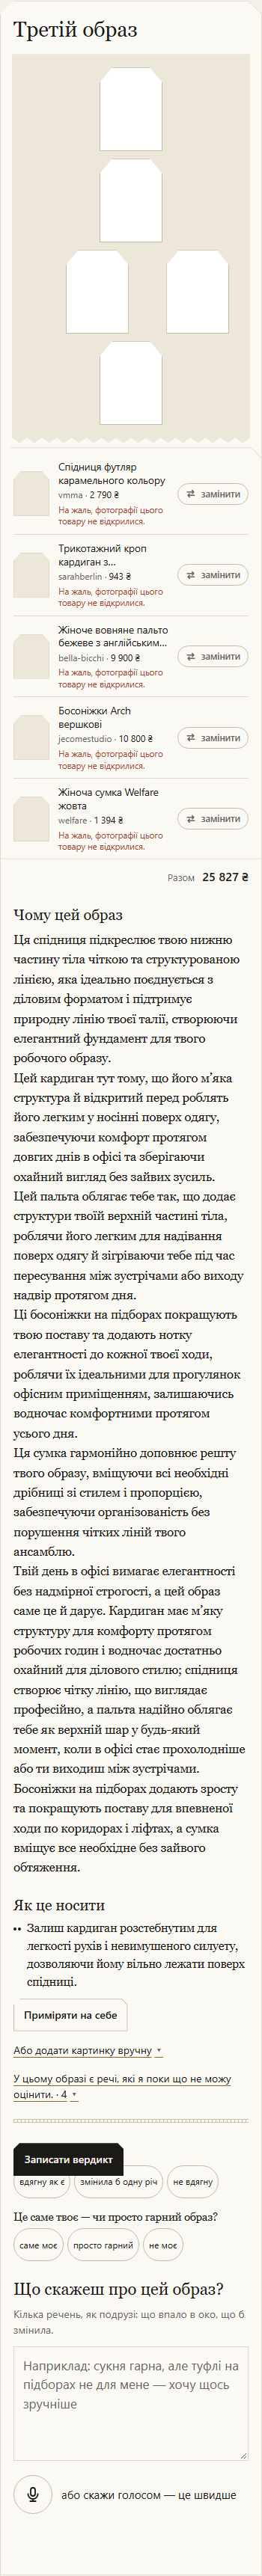 Третій образ
Спідниця футляр
карамельного кольору
vmma · 2 790 ₴
На жаль, фотографії цього
товару не відкрилися.
замінити
Трикотажний кроп
кардиган з...
sarahberlin · 943 ₴
На жаль, фотографії цього
товару не відкрилися.
замінити
Жіноче вовняне пальто
бежеве з англійським...
bella-bicchi · 9 900 ₴
На жаль, фотографії цього
товару не відкрилися.
замінити
Босоніжки Arch
вершкові
jecomestudio · 10 800 ₴
На жаль, фотографії цього
товару не відкрилися.
замінити
Жіноча сумка Welfare
жовта
welfare · 1 394 ₴
На жаль, фотографії цього
товару не відкрилися.
замінити
Разом 25 827 ₴
Чому цей образ
Ця спідниця підкреслює твою нижню
частину тіла чіткою та структурованою
лінією, яка ідеально поєднується з
діловим форматом і підтримує
природну лінію твоєї талії, створюючи
елегантний фундамент для твого
робочого образу.
Цей кардиган тут тому, що його м’яка
структура й відкритий перед роблять
його легким у носінні поверх одягу,
забезпечуючи комфорт протягом
довгих днів в офісі та зберігаючи
охайний вигляд без зайвих зусиль.
Цей пальта облягає тебе так, що додає
структури твоїй верхній частині тіла,
роблячи його легким для надівання
поверх одягу й зігріваючи тебе під час
пересування між зустрічами або виходу
надвір протягом дня.
Ці босоніжки на підборах покращують
твою поставу та додають нотку
елегантності до кожної твоєї ходи,
роблячи їх ідеальними для прогулянок
офісним приміщенням, залишаючись
водночас комфортними протягом
усього дня.
Ця сумка гармонійно доповнює решту
твого образу, вміщуючи всі необхідні
дрібниці зі стилем і пропорцією,
забезпечуючи організованість без
порушення чітких ліній твого
ансамблю.
Твій день в офісі вимагає елегантності
без надмірної строгості, а цей образ
саме це й дарує. Кардиган має м’яку
структуру для комфорту протягом
робочих годин і водночас достатньо
охайний для ділового стилю; спідниця
створює чітку лінію, що виглядає
професійно, а пальта надійно облягає
тебе як верхній шар у будь-який
момент, коли в офісі стає прохолодніше
або ти виходиш між зустрічами.
Босоніжки на підборах додають зросту
та покращують поставу для впевненої
ходи по коридорах і ліфтах, а сумка
вміщує все необхідне без зайвого
обтяження.
Як це носити
Залиш кардиган розстебнутим для
легкості рухів і невимушеного силуету,
дозволяючи йому вільно лежати поверх
спідниці.
Приміряти на себе
Або додати картинку вручну
У цьому образі є речі, які я поки що не можу
оцінити. · 4
Записати вердикт
вдягну як є
змінила б одну річ
не вдягну
Це саме твоє — чи просто гарний образ?
саме моє
просто гарний
не моє
Що скажеш про цей образ?
Кілька речень, як подрузі: що впало в око, що б
змінила.
Наприклад: сукня гарна, але туфлі на
підборах не для мене — хочу щось
зручніше
або скажи голосом — це швидше